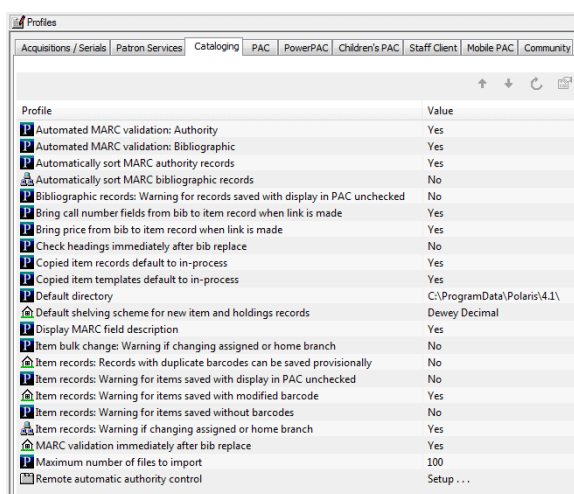 Profiles
Acquisitions / Serials Patron Services Cataloging PAC PowerPAC Children's PAC Staff Client Mobile PAC Community
Profile Value
Automated MARC validation: Authority Yes
Automated MARC validation: Bibliographic Yes
Automatically sort MARC authority records Yes
Automatically sort MARC bibliographic records No
Bibliographic records: Warning for records saved with display in PAC unchecked No
Bring call number fields from bib to item record when link is made Yes
Bring price from bib to item record when link is made Yes
Check headings immediately after bib replace No
Copied item records default to in-process Yes
Copied item templates default to in-process Yes
Default directory C:\ProgramData\Polaris\4.1\
Default shelving scheme for new item and holdings records Dewey Decimal
Display MARC field description Yes
Item bulk change: Warning if changing assigned or home branch No
Item records: Records with duplicate barcodes can be saved provisionally No
Item records: Warning for items saved with display in PAC unchecked No
Item records: Warning for items saved with modified barcode Yes
Item records: Warning for items saved without barcodes No
Item records: Warning if changing assigned or home branch Yes
MARC validation immediately after bib replace Yes
Maximum number of files to import 100
Remote automatic authority control Setup . . .